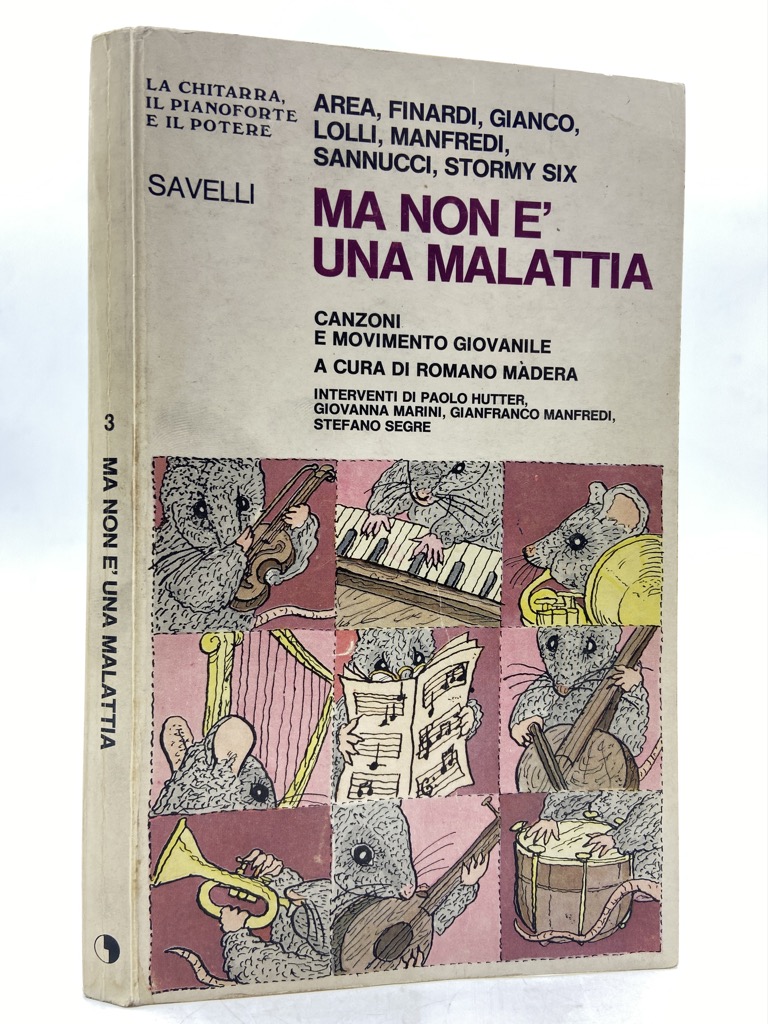 LA CHITARRA,
IL PIANOFORTE
E IL POTERE
SAVELLI
AREA, FINARDI, GIANCO,
LOLLI, MANFREDI,
SANNUCCI, STORMY SIX
MA NON E'
UNA MALATTIA
CANZONI
E MOVIMENTO GIOVANILE
A CURA DI ROMANO MÀDERA
INTERVENTI DI PAOLO HUTTER,
GIOVANNA MARINI, GIANFRANCO MANFREDI,
STEFANO SEGRE
3
MA NON E' UNA MALATTIA